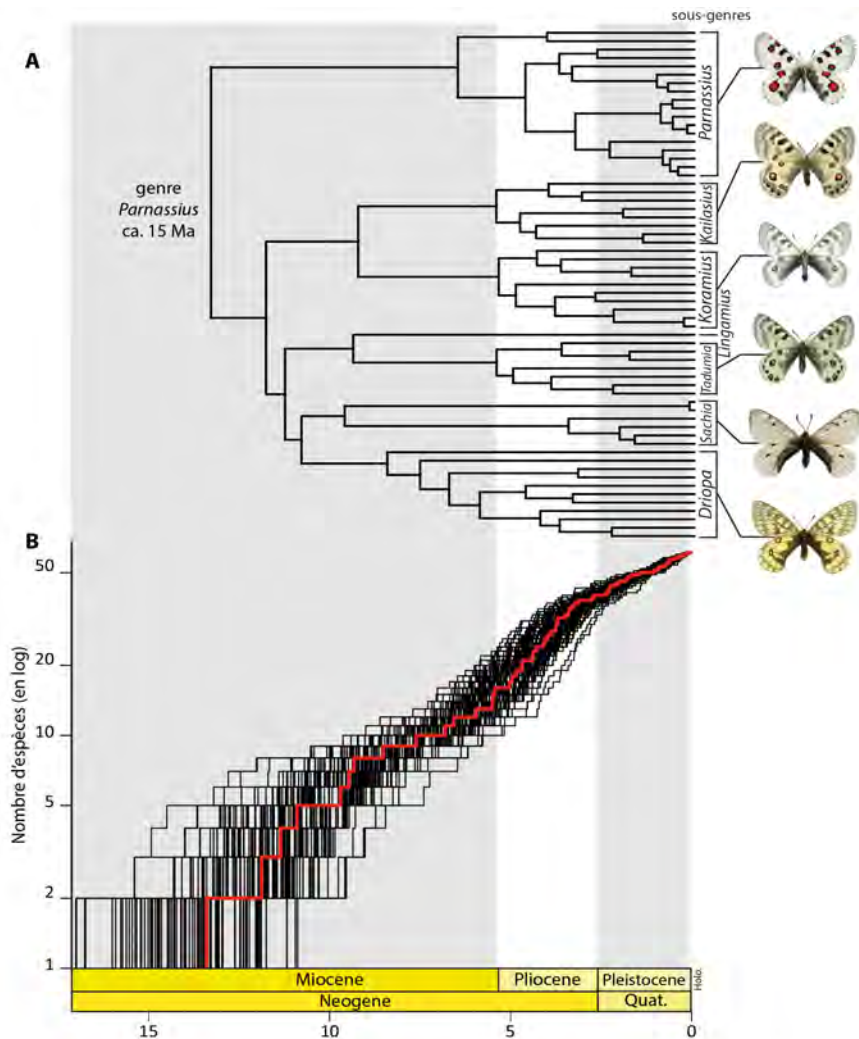 sous-genres
A
Parnassius
genre
Parnassius
ca. 15 Ma
Kailasius
Koramius
Lingamius
Tadumia
Sachia
Driopa
B
Nombre d'espèces (en log)
50
20
10
5
2
1
Miocene
Pliocene
Pleistocene
Holo.
Neogene
Quat.
15
10
5
0